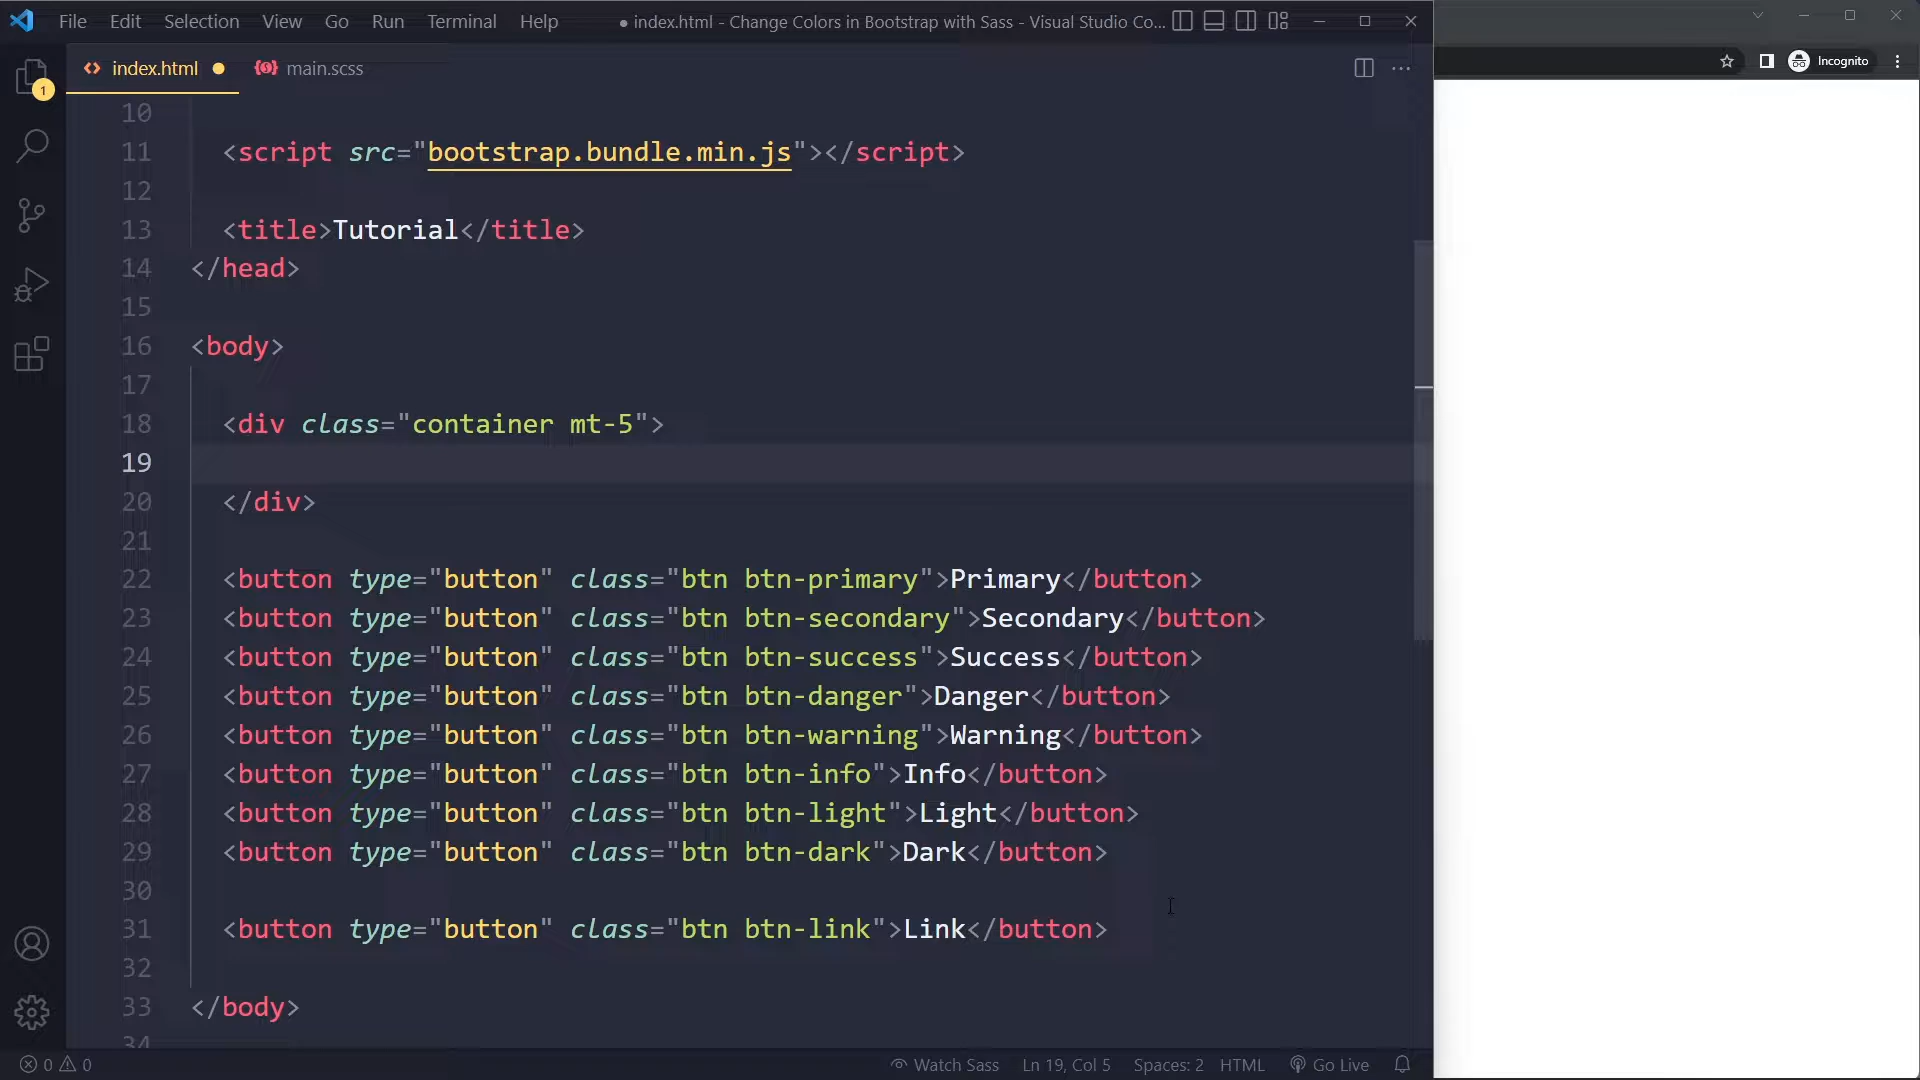 File Edit Selection View Go Run Terminal Help ● index.html - Change Colors in Bootstrap with Sass - Visual Studio Co...
Incognito
index.html ● main.scss
1
10
11 <script src="bootstrap.bundle.min.js"></script>
12
13 <title>Tutorial</title>
14 </head>
15
16 <body>
17
18 <div class="container mt-5">
19
20 </div>
21
22 <button type="button" class="btn btn-primary">Primary</button>
23 <button type="button" class="btn btn-secondary">Secondary</button>
24 <button type="button" class="btn btn-success">Success</button>
25 <button type="button" class="btn btn-danger">Danger</button>
26 <button type="button" class="btn btn-warning">Warning</button>
27 <button type="button" class="btn btn-info">Info</button>
28 <button type="button" class="btn btn-light">Light</button>
29 <button type="button" class="btn btn-dark">Dark</button>
30
31 <button type="button" class="btn btn-link">Link</button>
32
33 </body>
34
0 0 Watch Sass Ln 19, Col 5 Spaces: 2 HTML Go Live